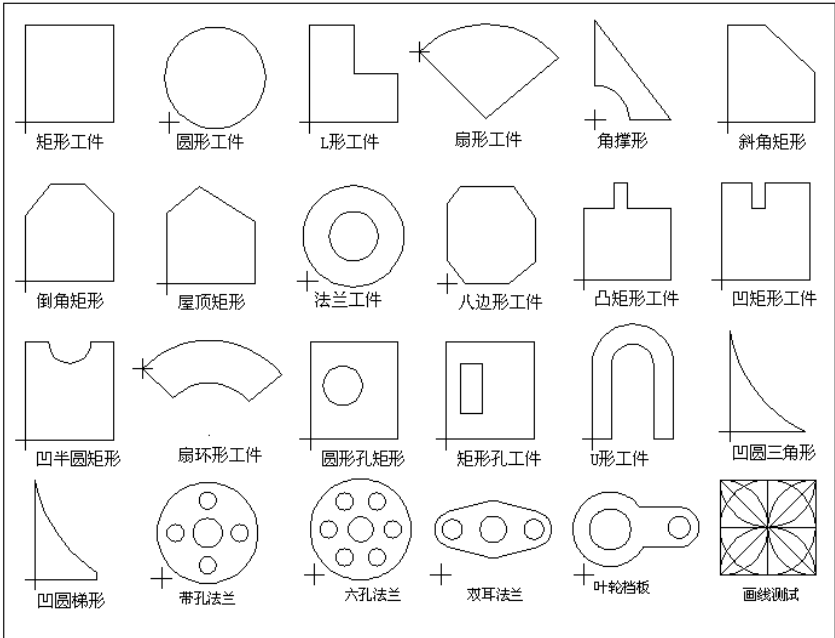 矩形工件 圆形工件 L形工件 扇形工件 角撑形 斜角矩形
倒角矩形 屋顶矩形 法兰工件 八边形工件 凸矩形工件 凹矩形工件
凹半圆矩形 扇环形工件 圆形孔矩形 矩形孔工件 U形工件 凹圆三角形
凹圆梯形 带孔法兰 六孔法兰 双耳法兰 叶轮挡板 画线测试